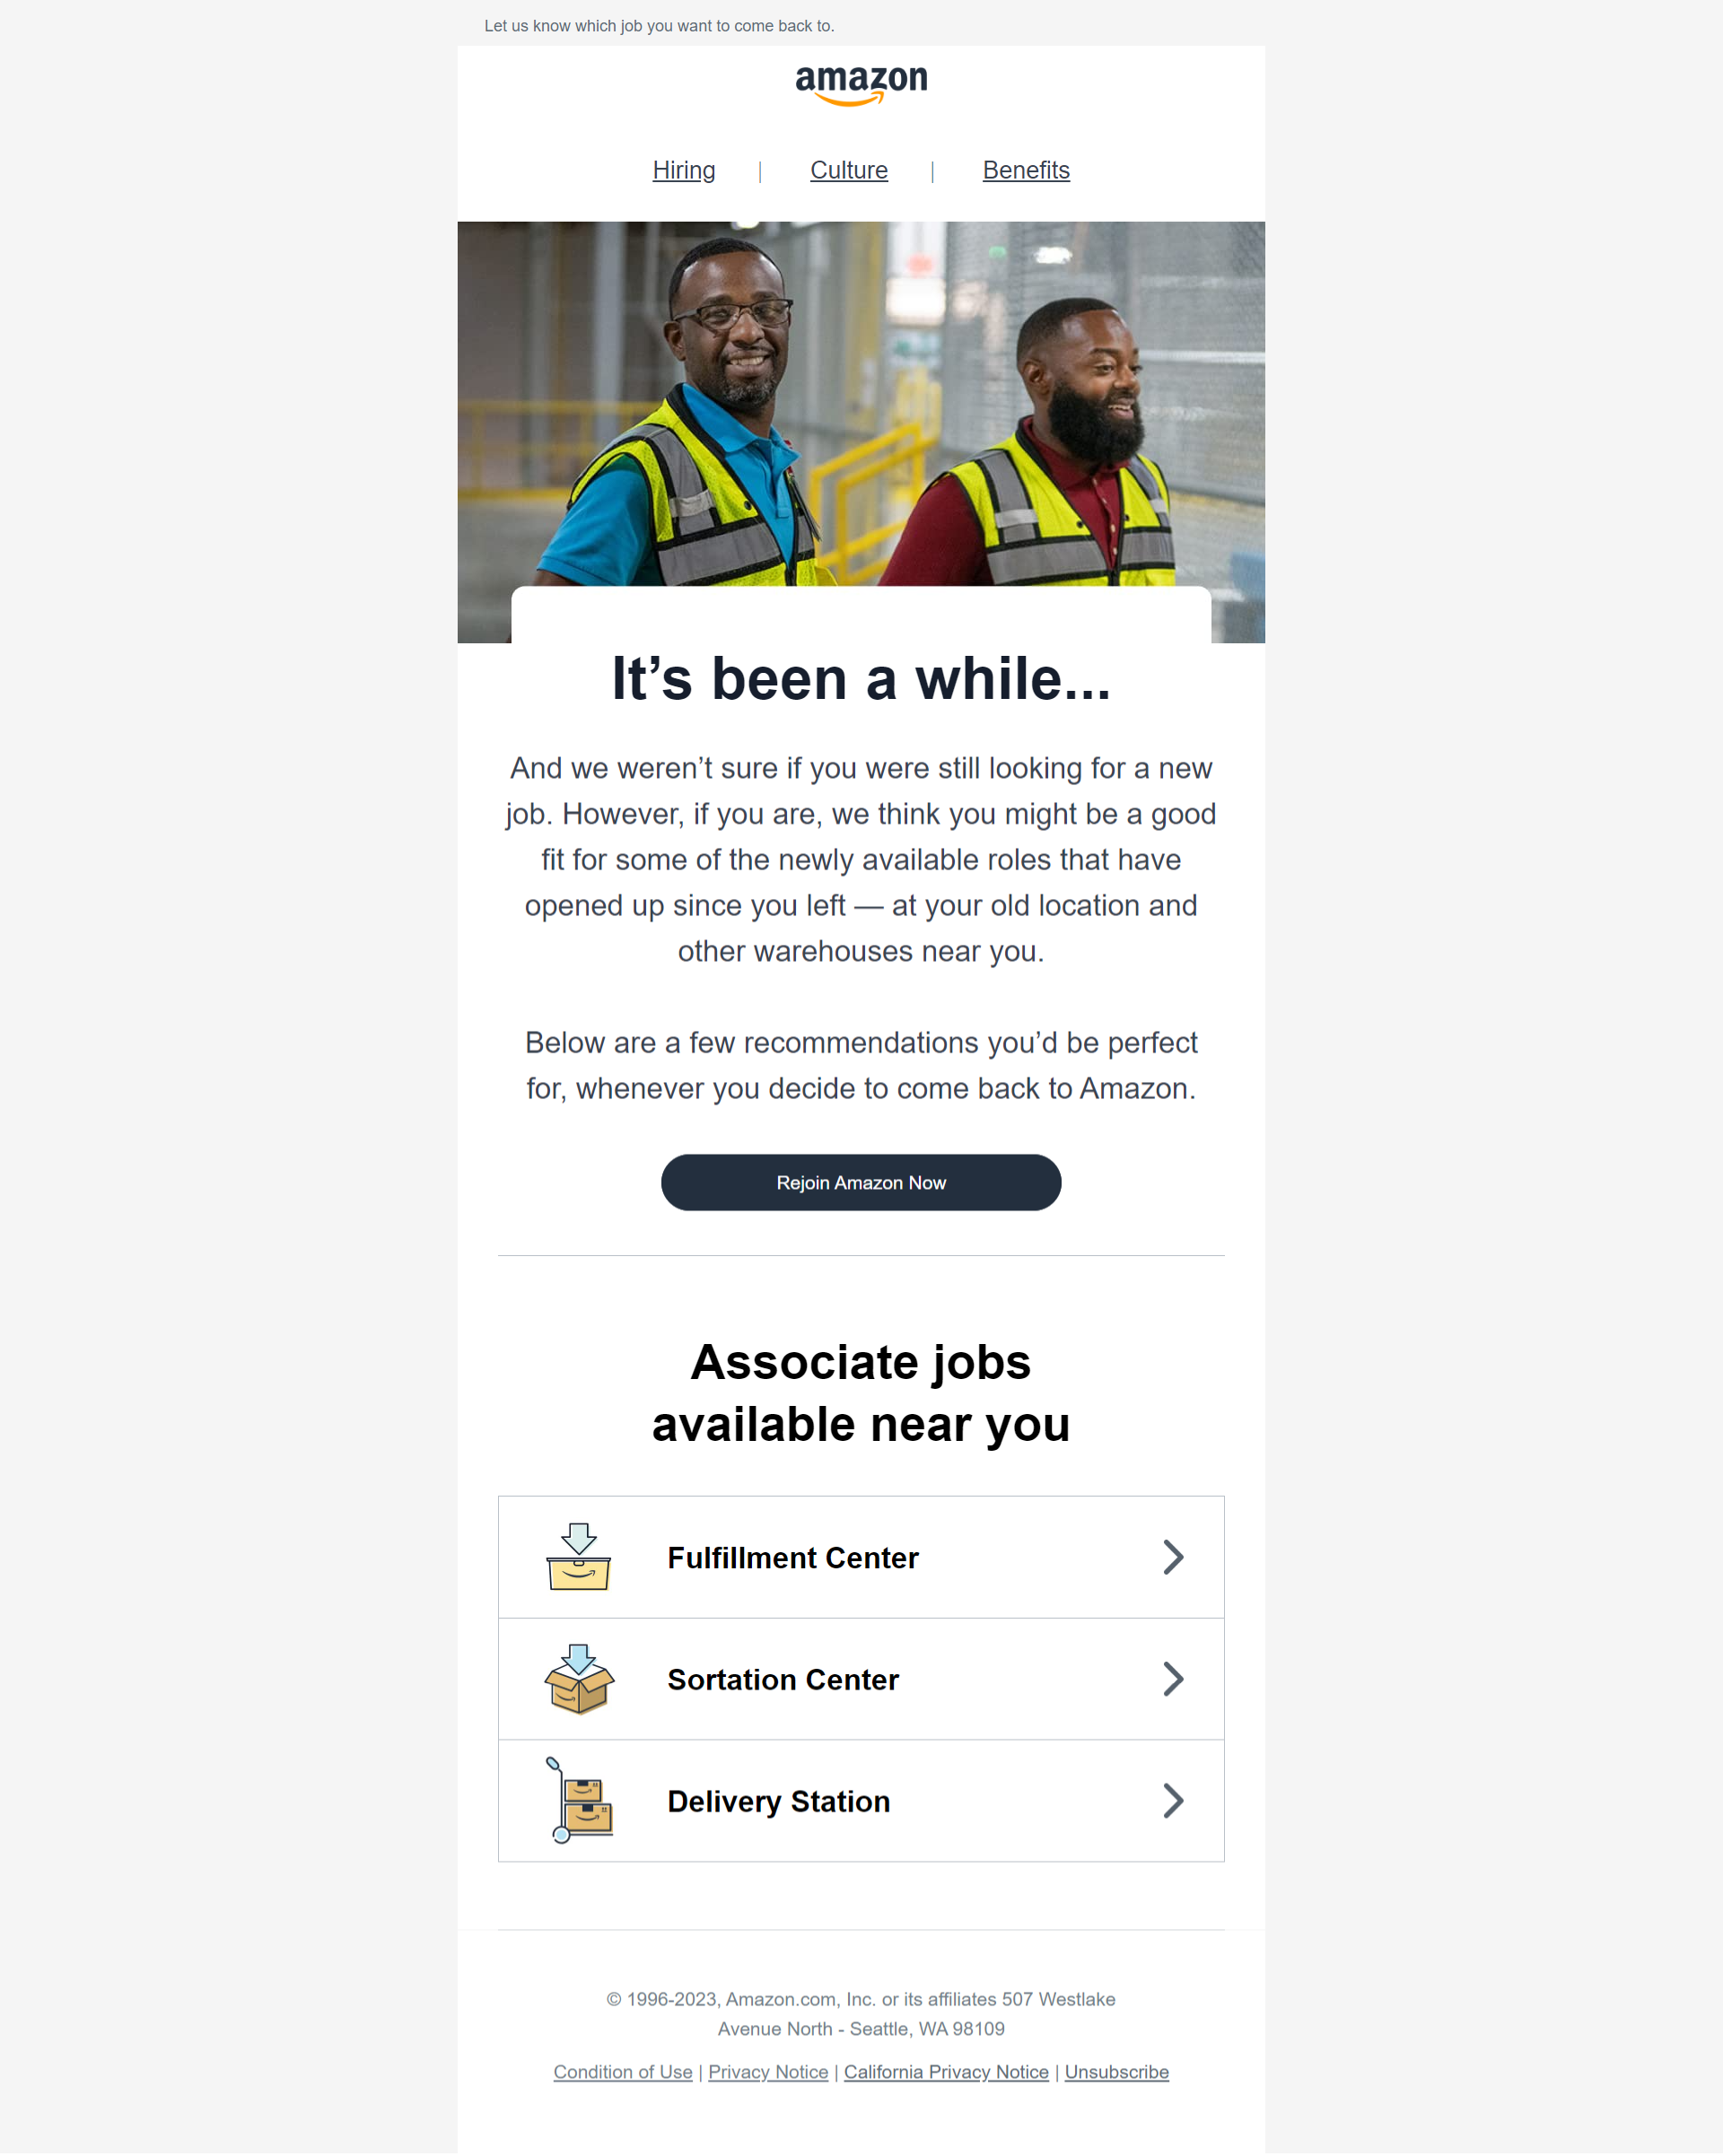 Let us know which job you want to come back to.
amazon
Hiring | Culture | Benefits
It’s been a while...
And we weren’t sure if you were still looking for a new
job. However, if you are, we think you might be a good
fit for some of the newly available roles that have
opened up since you left — at your old location and
other warehouses near you.
Below are a few recommendations you’d be perfect
for, whenever you decide to come back to Amazon.
Rejoin Amazon Now
Associate jobs
available near you
Fulfillment Center
Sortation Center
Delivery Station
© 1996-2023, Amazon.com, Inc. or its affiliates 507 Westlake
Avenue North - Seattle, WA 98109
Condition of Use | Privacy Notice | California Privacy Notice | Unsubscribe